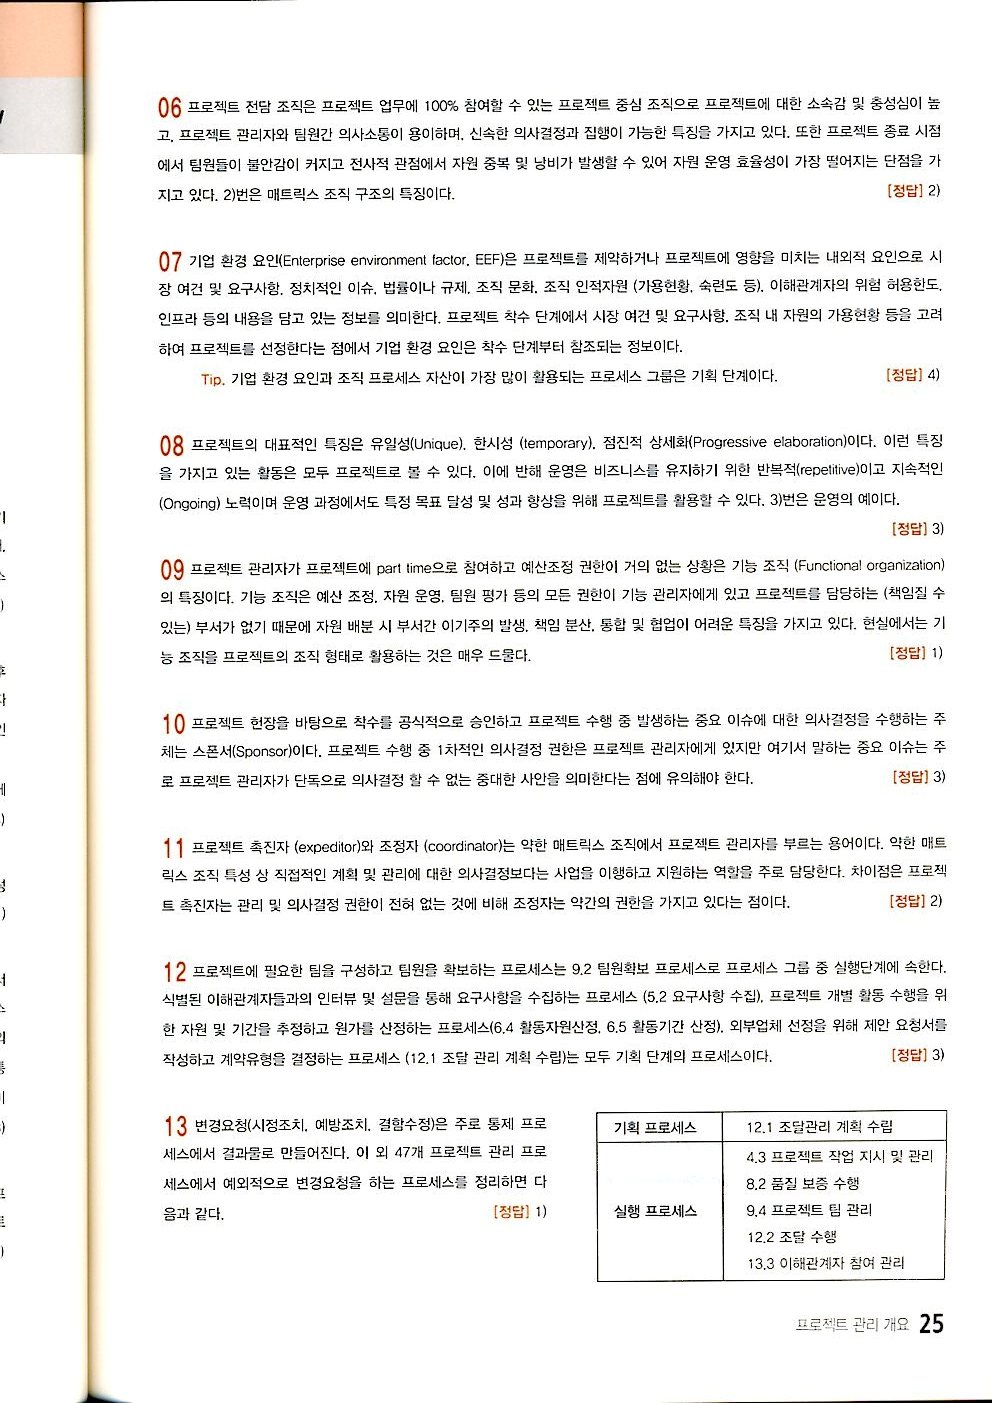 06 프로젝트 전담 조직은 프로젝트 업무에 100% 참여할 수 있는 프로젝트 중심 조직으로 프로젝트에 대한 소속감 및 충성심이 높
고, 프로젝트 관리자와 팀원간 의사소통이 용이하며, 신속한 의사결정과 집행이 가능한 특징을 가지고 있다. 또한 프로젝트 종료 시점
에서 팀원들이 불안감이 커지고 전사적 관점에서 자원 중복 및 낭비가 발생할 수 있어 자원 운영 효율성이 가장 떨어지는 단점을 가
지고 있다. 2)번은 매트릭스 조직 구조의 특징이다. [정답] 2)
07 기업 환경 요인(Enterprise environment factor, EEF)은 프로젝트를 제약하거나 프로젝트에 영향을 미치는 내외적 요인으로 시
장 여건 및 요구사항, 정치적인 이슈, 법률이나 규제, 조직 문화, 조직 인적자원 (가용현황, 숙련도 등), 이해관계자의 위험 허용한도,
인프라 등의 내용을 담고 있는 정보를 의미한다. 프로젝트 착수 단계에서 시장 여건 및 요구사항, 조직 내 자원의 가용현황 등을 고려
하여 프로젝트를 선정한다는 점에서 기업 환경 요인은 착수 단계부터 참조되는 정보이다.
Tip. 기업 환경 요인과 조직 프로세스 자산이 가장 많이 활용되는 프로세스 그룹은 기획 단계이다. [정답] 4)
08 프로젝트의 대표적인 특징은 유일성(Unique), 한시성 (temporary), 점진적 상세화(Progressive elaboration)이다. 이런 특징
을 가지고 있는 활동은 모두 프로젝트로 볼 수 있다. 이에 반해 운영은 비즈니스를 유지하기 위한 반복적(repetitive)이고 지속적인
(Ongoing) 노력이며 운영 과정에서도 특정 목표 달성 및 성과 향상을 위해 프로젝트를 활용할 수 있다. 3)번은 운영의 예이다.
[정답] 3)
09 프로젝트 관리자가 프로젝트에 part time으로 참여하고 예산조정 권한이 거의 없는 상황은 기능 조직 (Functional organization)
의 특징이다. 기능 조직은 예산 조정, 자원 운영, 팀원 평가 등의 모든 권한이 기능 관리자에게 있고 프로젝트를 담당하는 (책임질 수
있는) 부서가 없기 때문에 자원 배분 시 부서간 이기주의 발생, 책임 분산, 통합 및 협업이 어려운 특징을 가지고 있다. 현실에서는 기
능 조직을 프로젝트의 조직 형태로 활용하는 것은 매우 드물다. [정답] 1)
10 프로젝트 헌장을 바탕으로 착수를 공식적으로 승인하고 프로젝트 수행 중 발생하는 중요 이슈에 대한 의사결정을 수행하는 주
체는 스폰서(Sponsor)이다. 프로젝트 수행 중 1차적인 의사결정 권한은 프로젝트 관리자에게 있지만 여기서 말하는 중요 이슈는 주
로 프로젝트 관리자가 단독으로 의사결정 할 수 없는 중대한 사안을 의미한다는 점에 유의해야 한다. [정답] 3)
11 프로젝트 촉진자 (expeditor)와 조정자 (coordinator)는 약한 매트릭스 조직에서 프로젝트 관리자를 부르는 용어이다. 약한 매트
릭스 조직 특성 상 직접적인 계획 및 관리에 대한 의사결정보다는 사업을 이행하고 지원하는 역할을 주로 담당한다. 차이점은 프로젝
트 촉진자는 관리 및 의사결정 권한이 전혀 없는 것에 비해 조정자는 약간의 권한을 가지고 있다는 점이다. [정답] 2)
12 프로젝트에 필요한 팀을 구성하고 팀원을 확보하는 프로세스는 9.2 팀원확보 프로세스로 프로세스 그룹 중 실행단계에 속한다.
식별된 이해관계자들과의 인터뷰 및 설문을 통해 요구사항을 수집하는 프로세스 (5.2 요구사항 수집), 프로젝트 개별 활동 수행을 위
한 자원 및 기간을 추정하고 원가를 산정하는 프로세스(6.4 활동자원산정, 6.5 활동기간 산정), 외부업체 선정을 위해 제안 요청서를
작성하고 계약유형을 결정하는 프로세스 (12.1 조달 관리 계획 수립)는 모두 기획 단계의 프로세스이다. [정답] 3)
13 변경요청(시정조치, 예방조치, 결함수정)은 주로 통제 프로
세스에서 결과물로 만들어진다. 이 외 47개 프로젝트 관리 프로
세스에서 예외적으로 변경요청을 하는 프로세스를 정리하면 다
음과 같다. [정답] 1)
기획 프로세스 12.1 조달관리 계획 수립
4.3 프로젝트 작업 지시 및 관리
8.2 품질 보증 수행
실행 프로세스 9.4 프로젝트 팀 관리
12.2 조달 수행
13.3 이해관계자 참여 관리
프로젝트 관리 개요 25